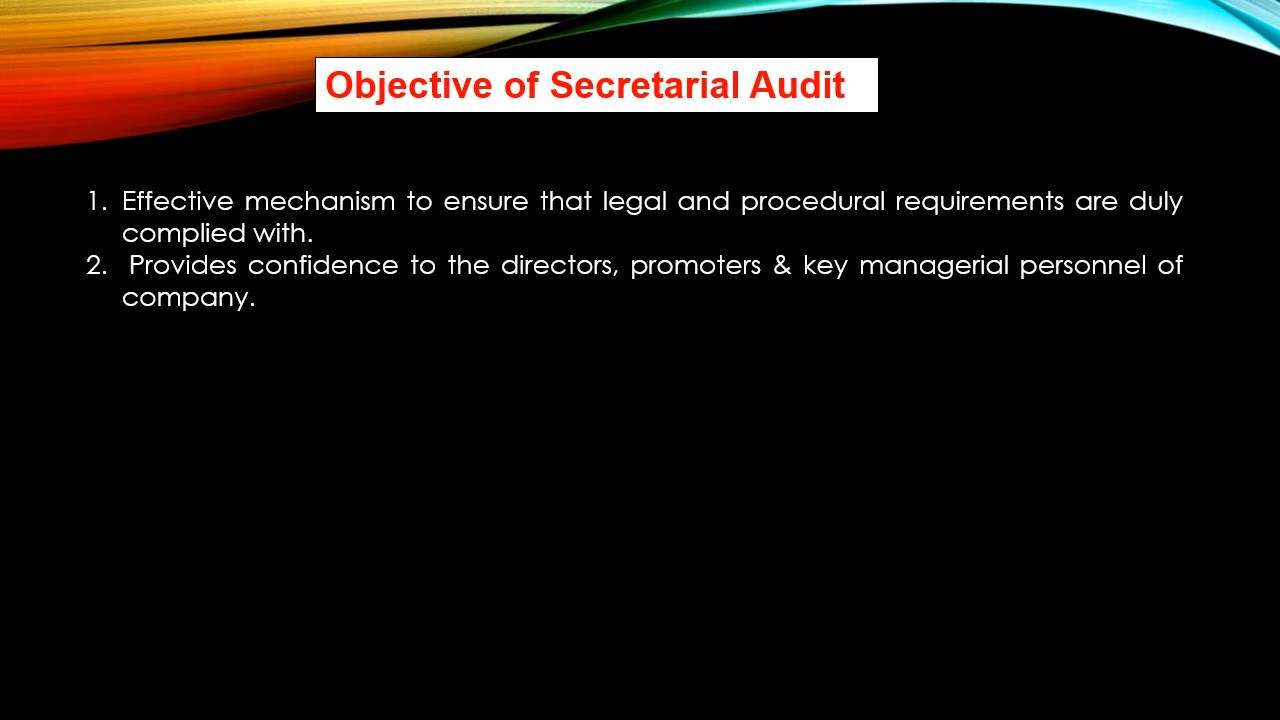 Objective of Secretarial Audit
1. Effective mechanism to ensure that legal and procedural requirements are duly
complied with.
2. Provides confidence to the directors, promoters & key managerial personnel of
company.